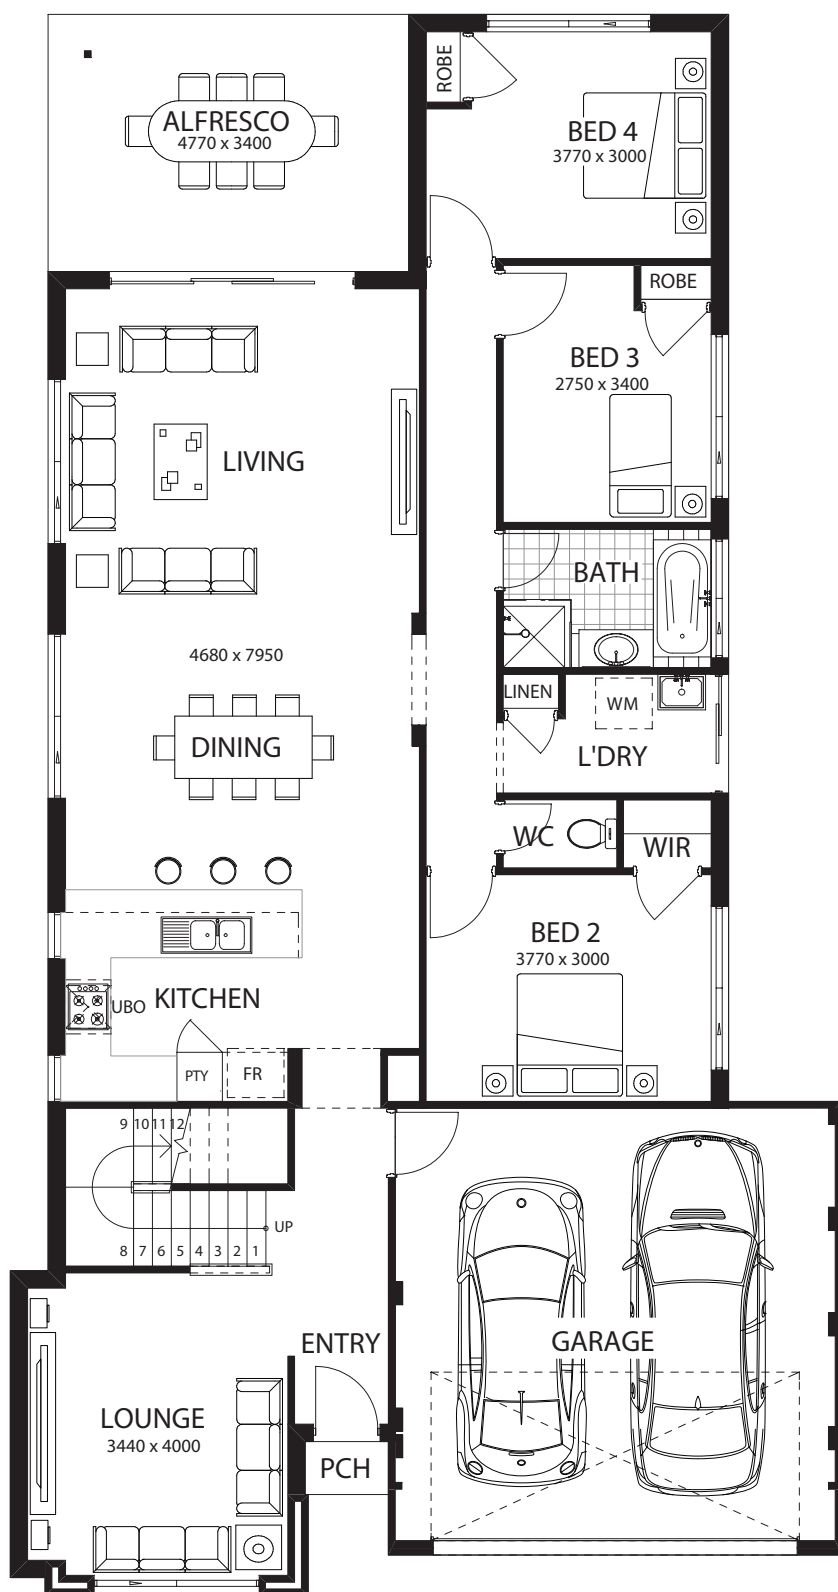 ROBE
ALFRESCO
4770 x 3400
BED 4
3770 x 3000
ROBE
BED 3
2750 x 3400
LIVING
BATH
4680 x 7950
LINEN
WM
DINING
L'DRY
WC
WIR
BED 2
3770 x 3000
KITCHEN
UBO
PTY
FR
9 10 11 12
UP
8 7 6 5 4 3 2 1
ENTRY
GARAGE
LOUNGE
3440 x 4000
PCH